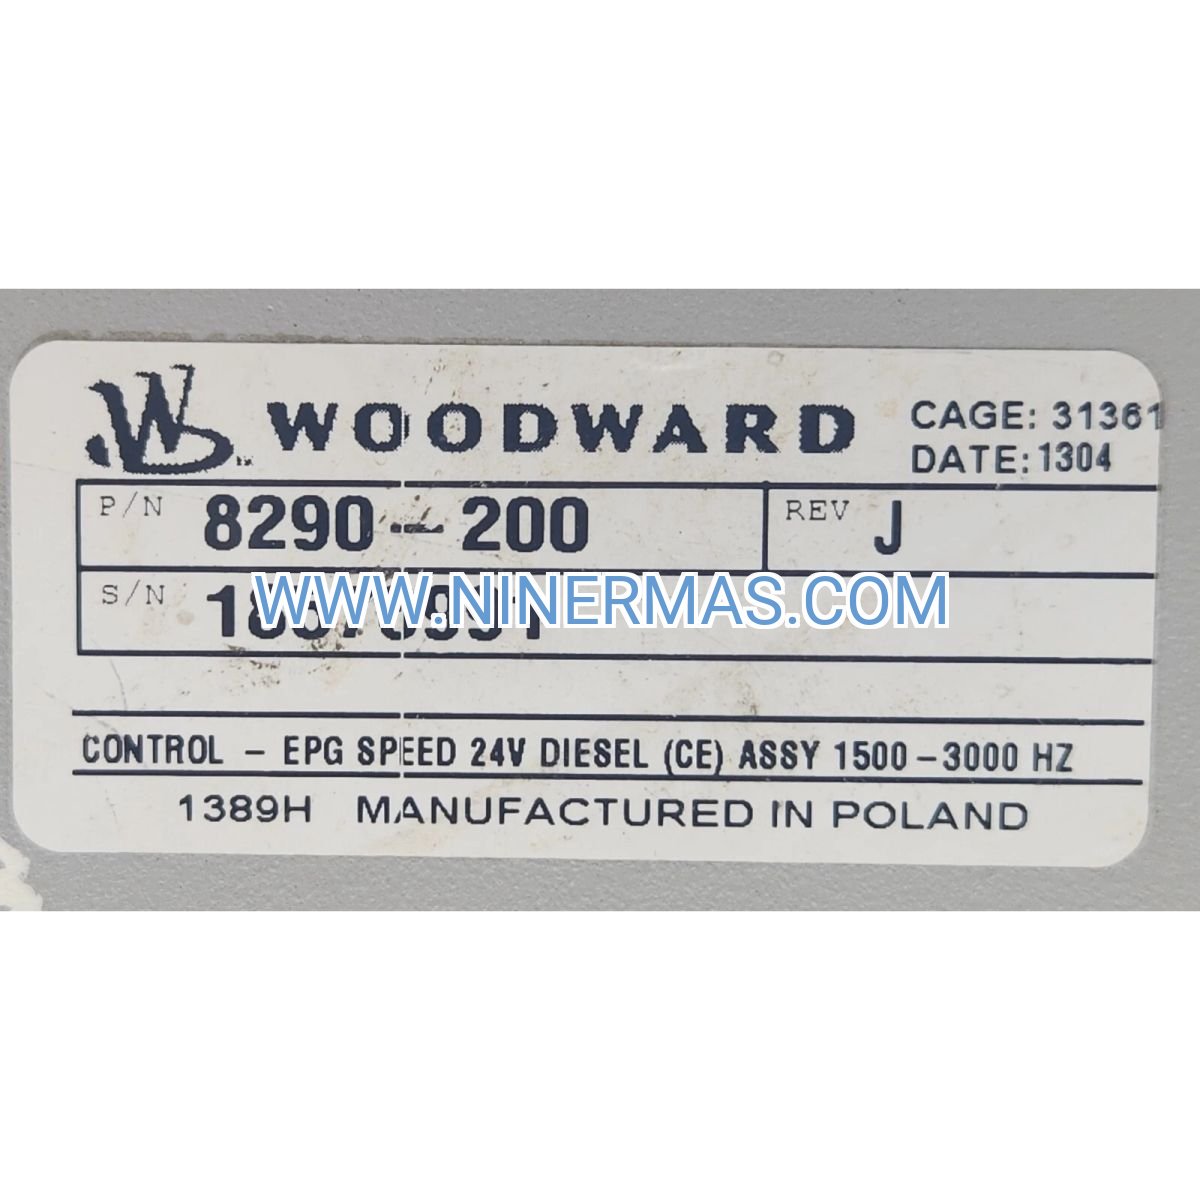 WOODWARD
CAGE: 31361
DATE: 1304
P/N 8290-200 REV J
S/N
WWW.NINERMAS.COM
CONTROL - EPG SPEED 24V DIESEL (CE) ASSY 1500-3000 HZ
1389H MANUFACTURED IN POLAND